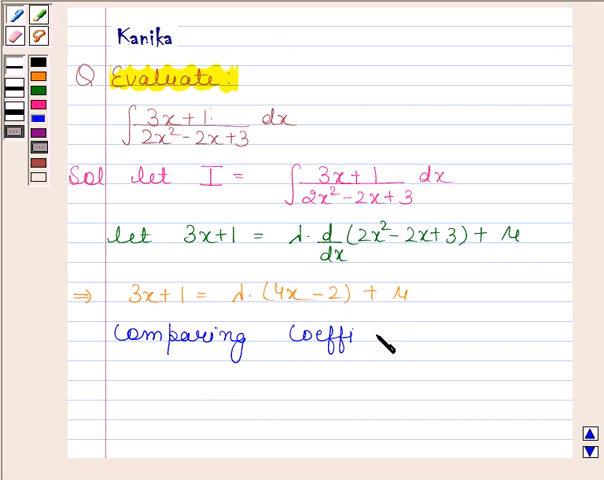 Kanika
Q Evaluate :
∫ 3x+1 / 2x² - 2x + 3 dx
Sol let I = ∫ 3x+1 / 2x² - 2x + 3 dx
let 3x+1 = λ. d/dx (2x² - 2x + 3) + μ
⇒ 3x+1 = λ. (4x - 2) + μ
Comparing Coeffi